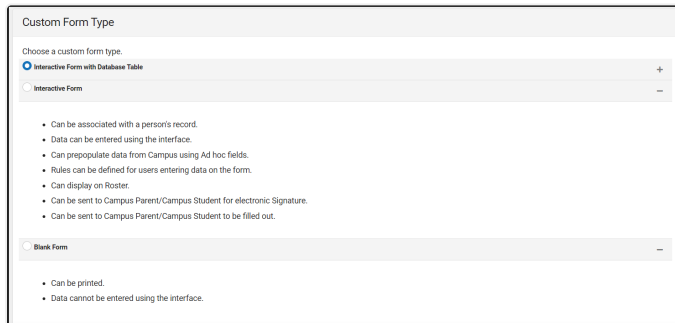 Custom Form Type
Choose a custom form type.
Interactive Form with Database Table
+
Interactive Form
–
• Can be associated with a person's record.
• Data can be entered using the interface.
• Can prepopulate data from Campus using Ad hoc fields.
• Rules can be defined for users entering data on the form.
• Can display on Roster.
• Can be sent to Campus Parent/Campus Student for electronic Signature.
• Can be sent to Campus Parent/Campus Student to be filled out.
Blank Form
–
• Can be printed.
• Data cannot be entered using the interface.